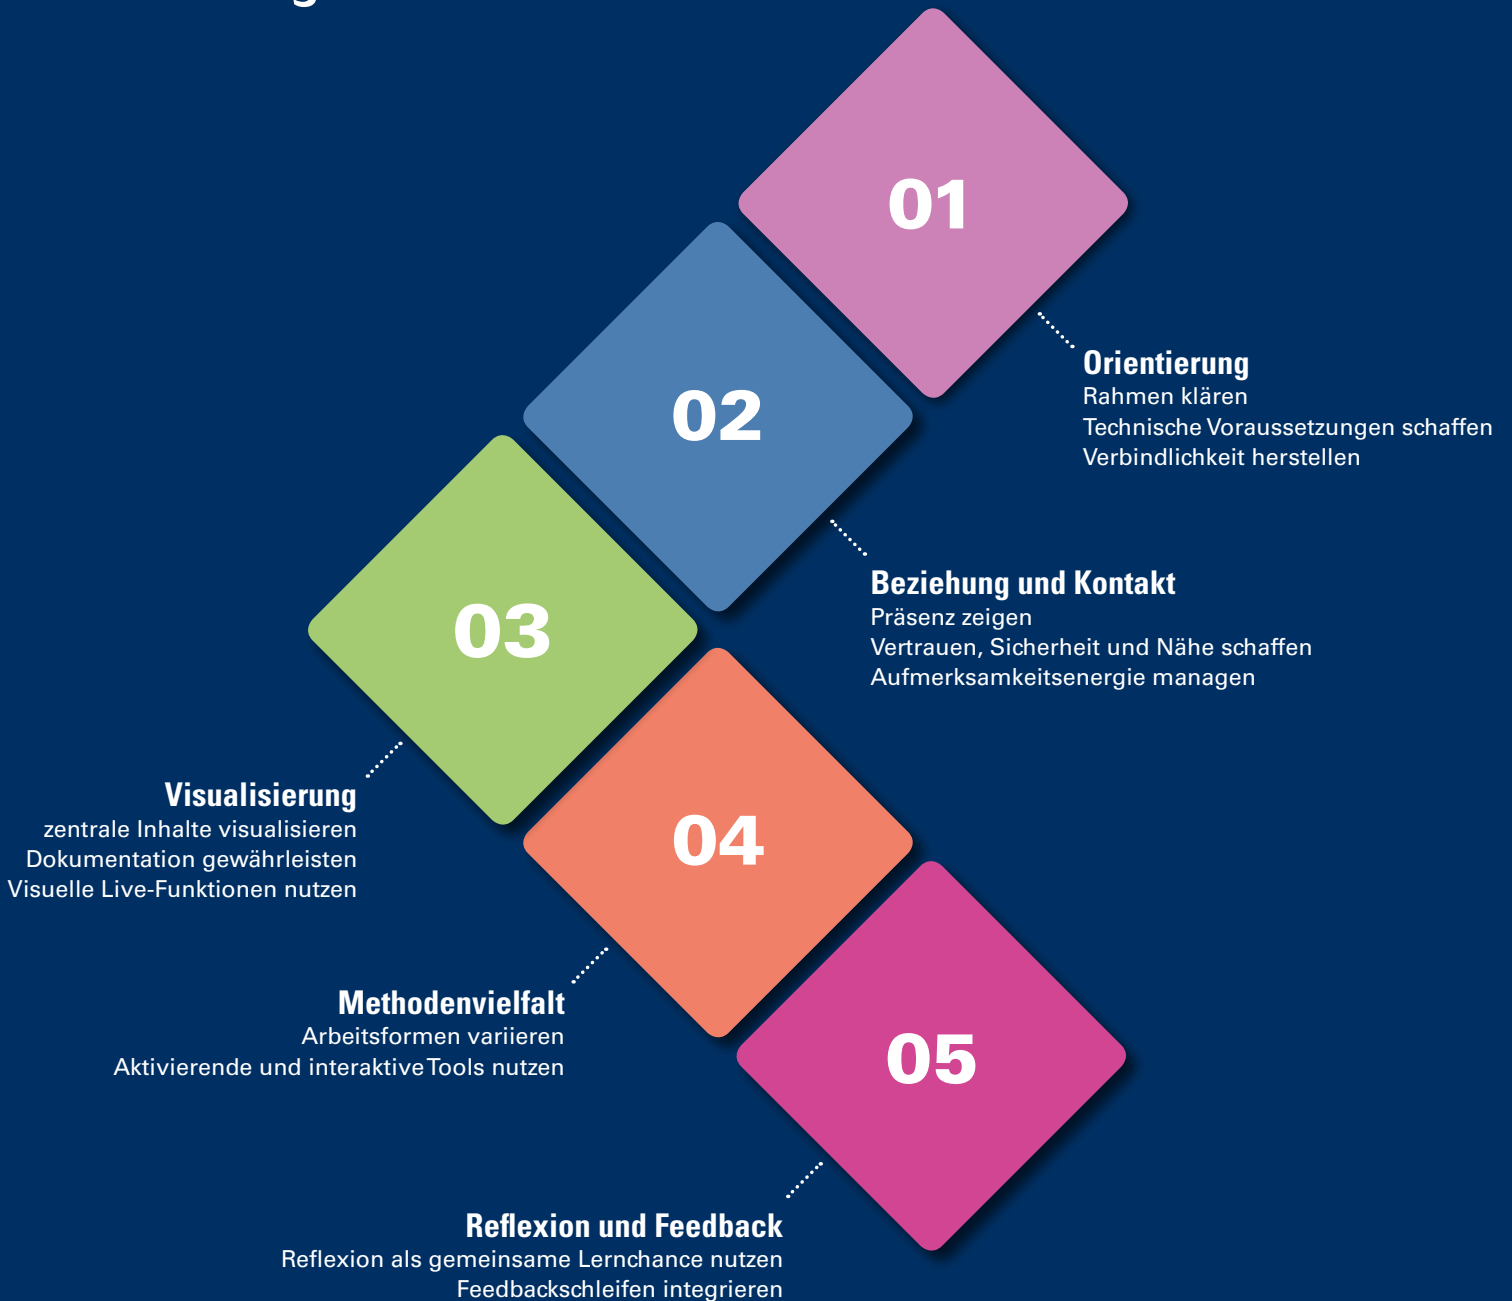 01
Orientierung
Rahmen klären
Technische Voraussetzungen schaffen
Verbindlichkeit herstellen
02
Beziehung und Kontakt
Präsenz zeigen
Vertrauen, Sicherheit und Nähe schaffen
Aufmerksamkeitsenergie managen
03
Visualisierung
zentrale Inhalte visualisieren
Dokumentation gewährleisten
Visuelle Live-Funktionen nutzen
04
Methodenvielfalt
Arbeitsformen variieren
Aktivierende und interaktive Tools nutzen
05
Reflexion und Feedback
Reflexion als gemeinsame Lernchance nutzen
Feedbackschleifen integrieren